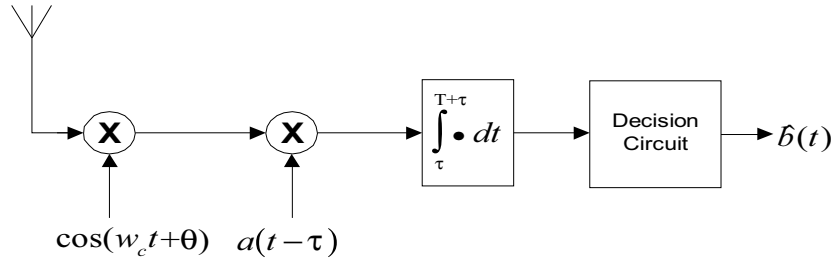 X
X
T+τ
∫ • dt
τ
Decision
Circuit
b̂(t)
cos(w_c t+θ)
a(t−τ)